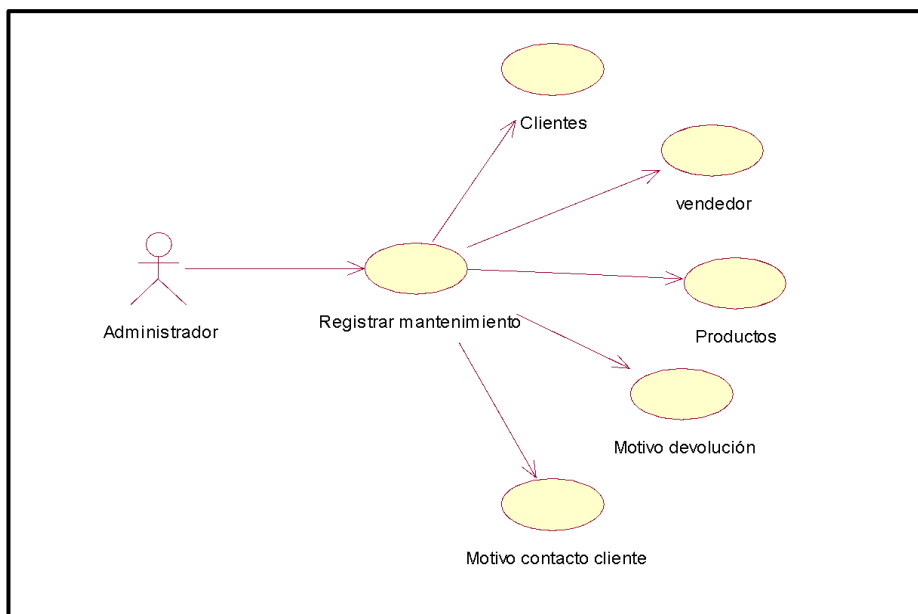 Clientes
vendedor
Administrador
Registrar mantenimiento
Productos
Motivo devolución
Motivo contacto cliente